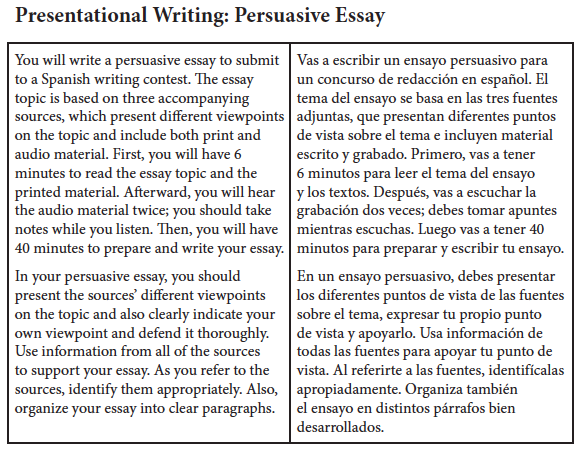 Presentational Writing: Persuasive Essay
You will write a persuasive essay to submit
to a Spanish writing contest. The essay
topic is based on three accompanying
sources, which present different viewpoints
on the topic and include both print and
audio material. First, you will have 6
minutes to read the essay topic and the
printed material. Afterward, you will hear
the audio material twice; you should take
notes while you listen. Then, you will have
40 minutes to prepare and write your essay.
In your persuasive essay, you should
present the sources’ different viewpoints
on the topic and also clearly indicate your
own viewpoint and defend it thoroughly.
Use information from all of the sources
to support your essay. As you refer to the
sources, identify them appropriately. Also,
organize your essay into clear paragraphs.
Vas a escribir un ensayo persuasivo para
un concurso de redacción en español. El
tema del ensayo se basa en las tres fuentes
adjuntas, que presentan diferentes puntos
de vista sobre el tema e incluyen material
escrito y grabado. Primero, vas a tener
6 minutos para leer el tema del ensayo
y los textos. Después, vas a escuchar la
grabación dos veces; debes tomar apuntes
mientras escuchas. Luego vas a tener 40
minutos para preparar y escribir tu ensayo.
En un ensayo persuasivo, debes presentar
los diferentes puntos de vista de las fuentes
sobre el tema, expresar tu propio punto
de vista y apoyarlo. Usa información de
todas las fuentes para apoyar tu punto de
vista. Al referirte a las fuentes, identifícalas
apropiadamente. Organiza también
el ensayo en distintos párrafos bien
desarrollados.